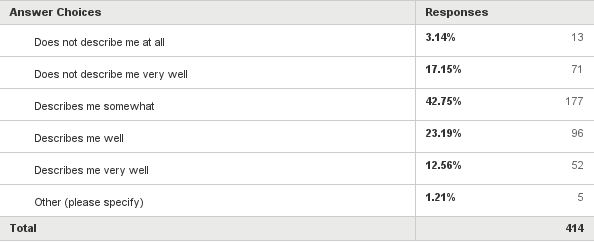 Answer Choices Responses
Does not describe me at all 3.14% 13
Does not describe me very well 17.15% 71
Describes me somewhat 42.75% 177
Describes me well 23.19% 96
Describes me very well 12.56% 52
Other (please specify) 1.21% 5
Total 414